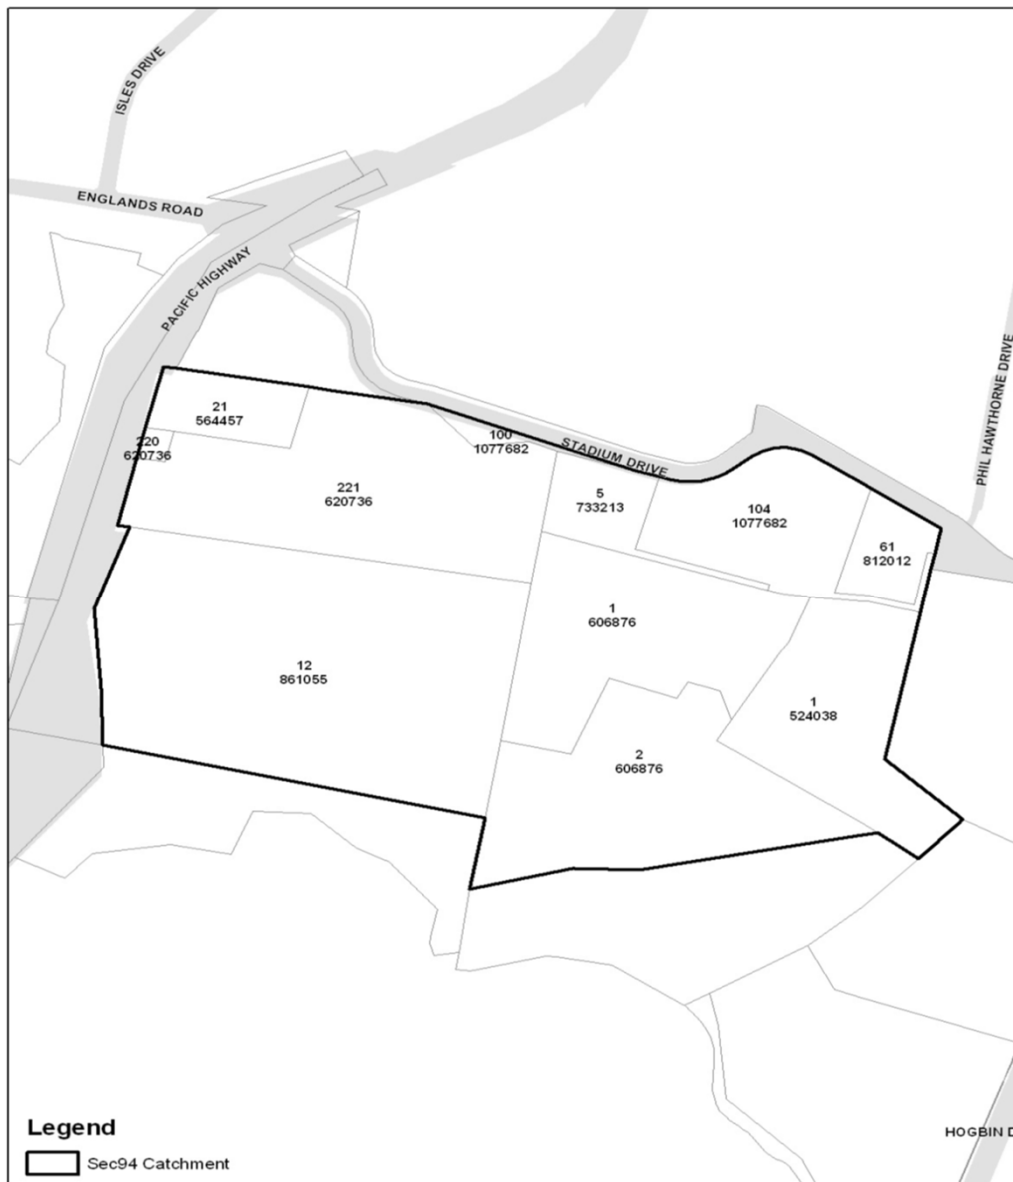 ISLES DRIVE
ENGLANDS ROAD
PACIFIC HIGHWAY
PHIL HAWTHORNE DRIVE
21
564457
220
620736
100
1077682
STADIUM DRIVE
221
620736
5
733213
104
1077682
61
812012
1
606876
12
861055
1
524038
2
606876
Legend
Sec94 Catchment
HOGBIN D